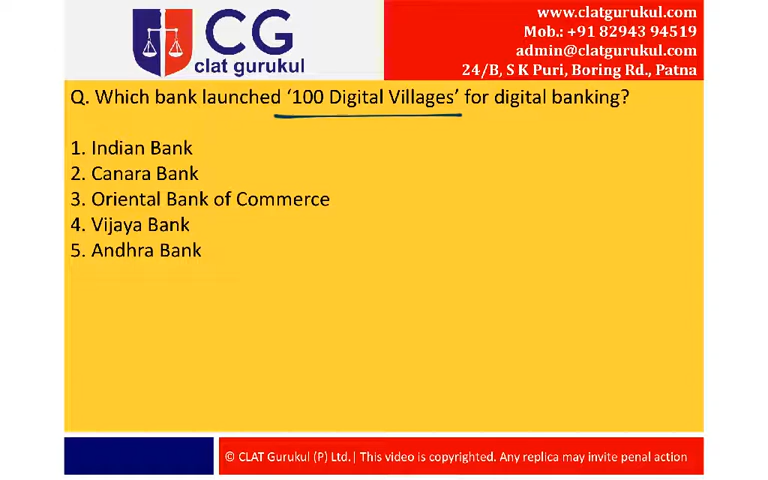 CG
clat gurukul
www.clatgurukul.com
Mob.: +91 82943 94519
admin@clatgurukul.com
24/B, S K Puri, Boring Rd., Patna
Q. Which bank launched ‘100 Digital Villages’ for digital banking?
1. Indian Bank
2. Canara Bank
3. Oriental Bank of Commerce
4. Vijaya Bank
5. Andhra Bank
© CLAT Gurukul (P) Ltd.| This video is copyrighted. Any replica may invite penal action